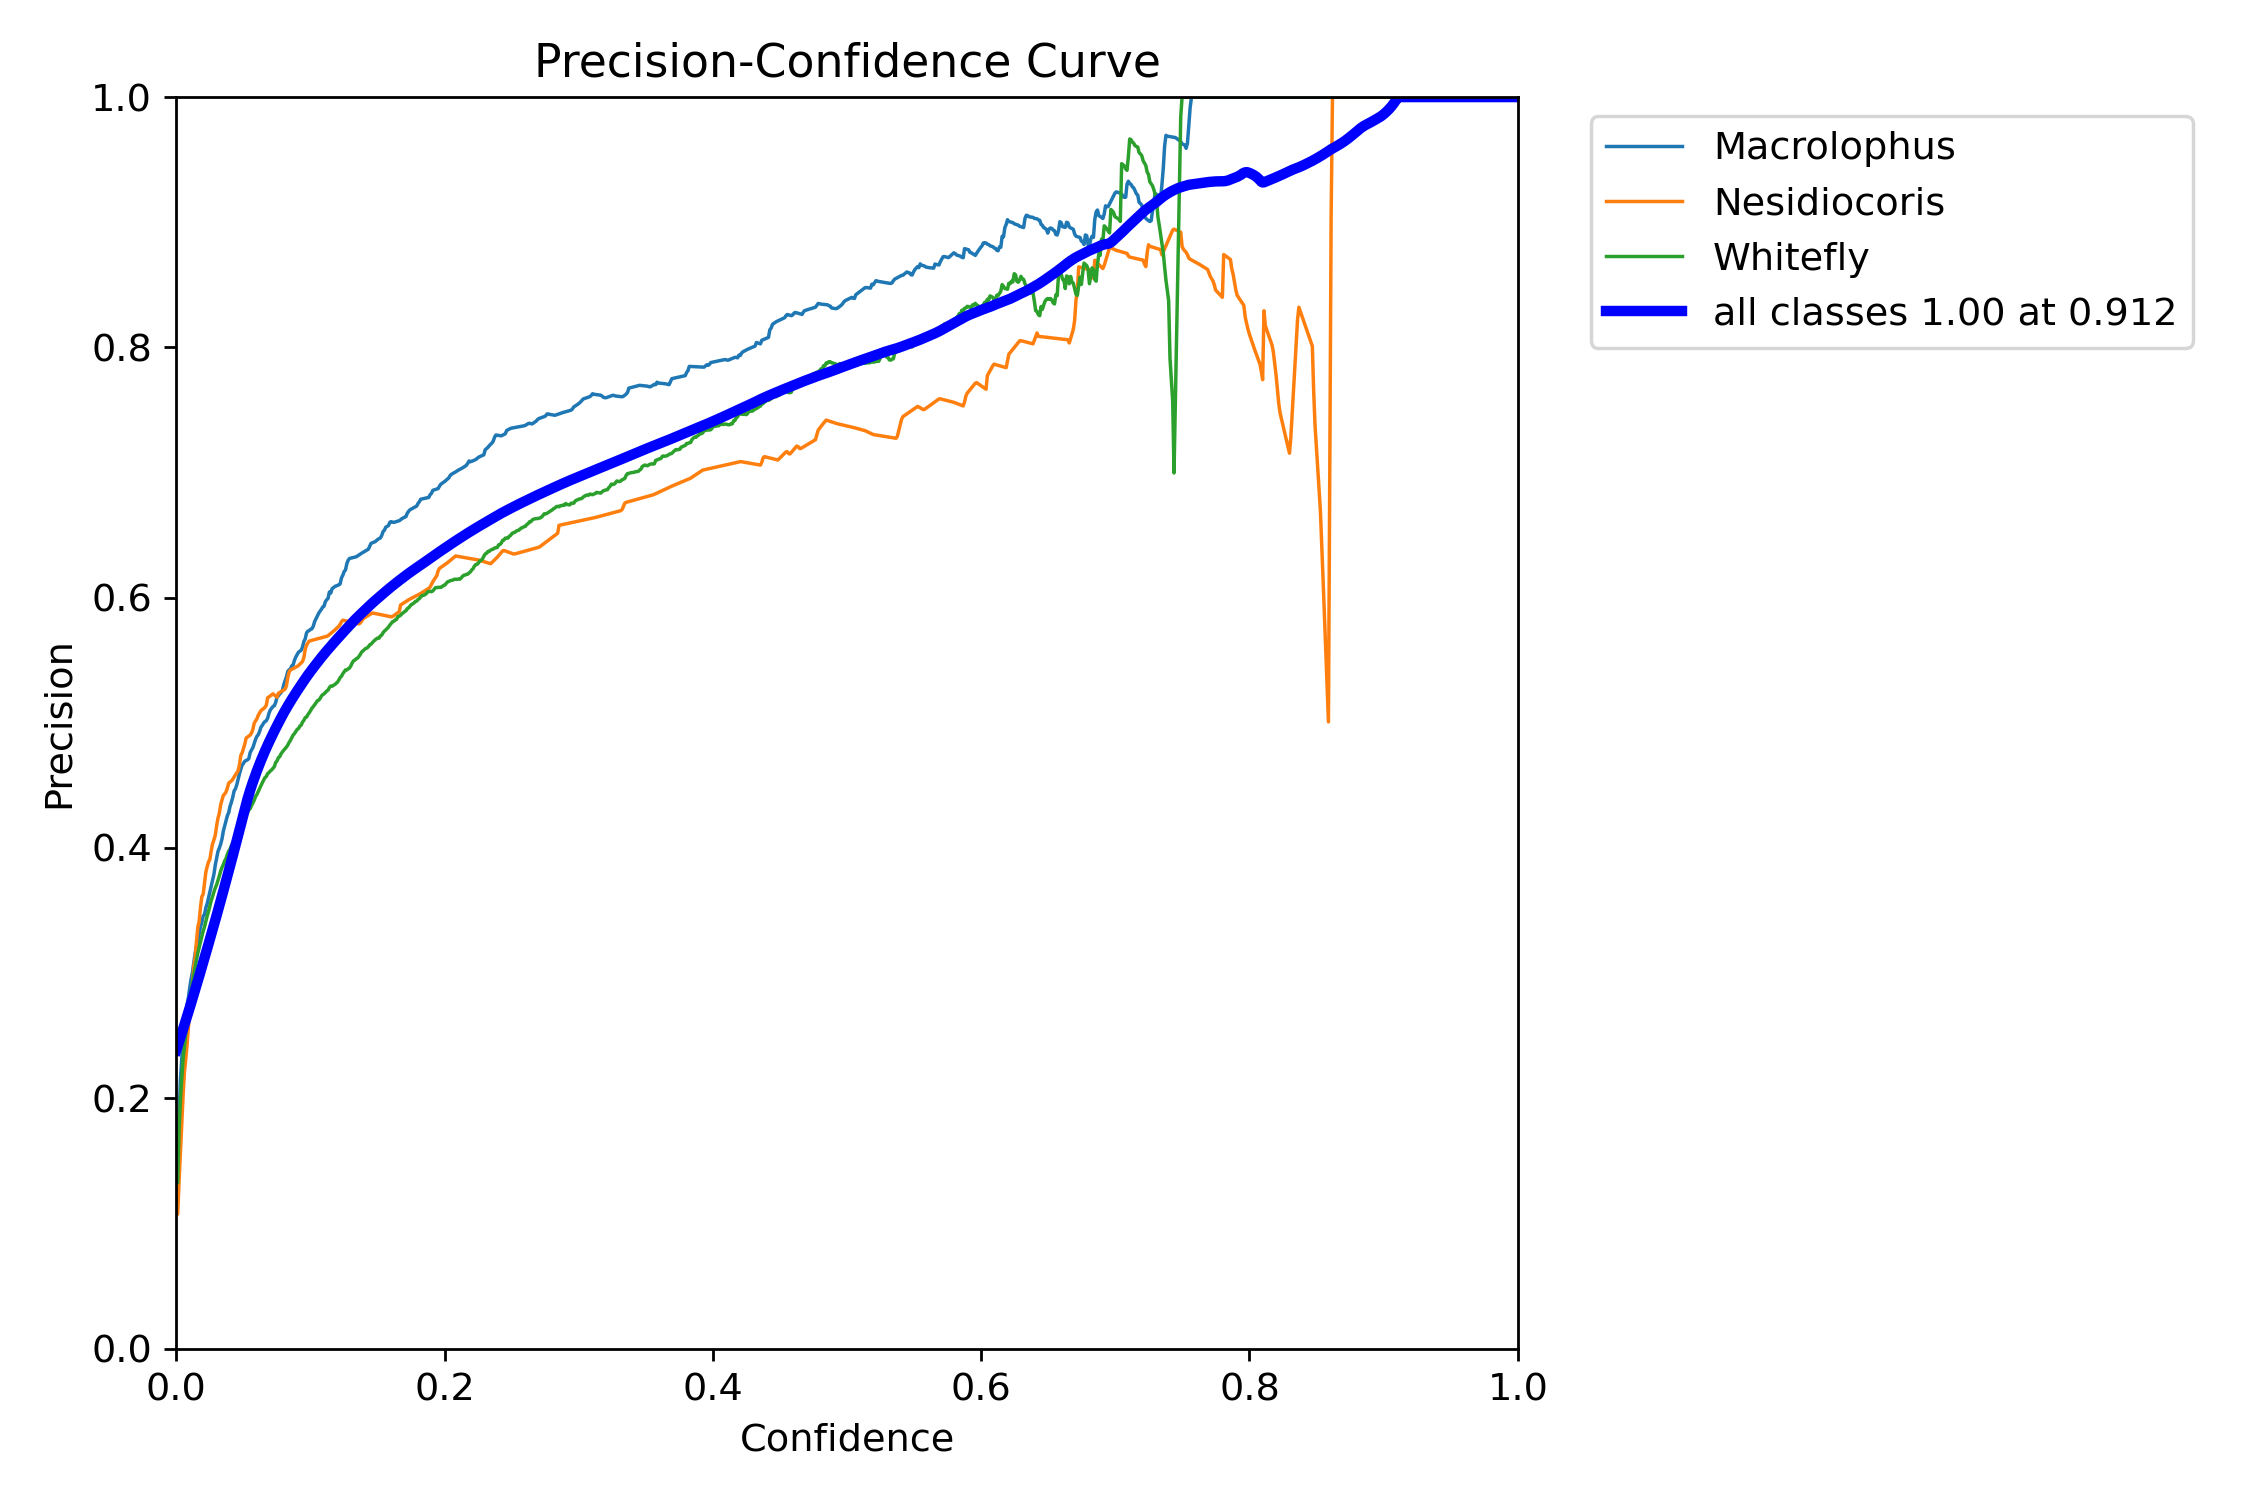 Precision-Confidence Curve
1.0
0.8
0.6
0.4
0.2
0.0
Precision
0.0 0.2 0.4 0.6 0.8 1.0
Confidence
Macrolophus
Nesidiocoris
Whitefly
all classes 1.00 at 0.912